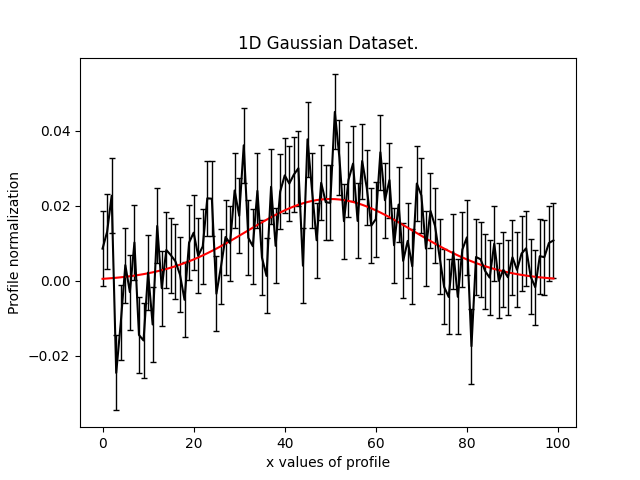 1D Gaussian Dataset.
Profile normalization
0.04
0.02
0.00
−0.02
0 20 40 60 80 100
x values of profile